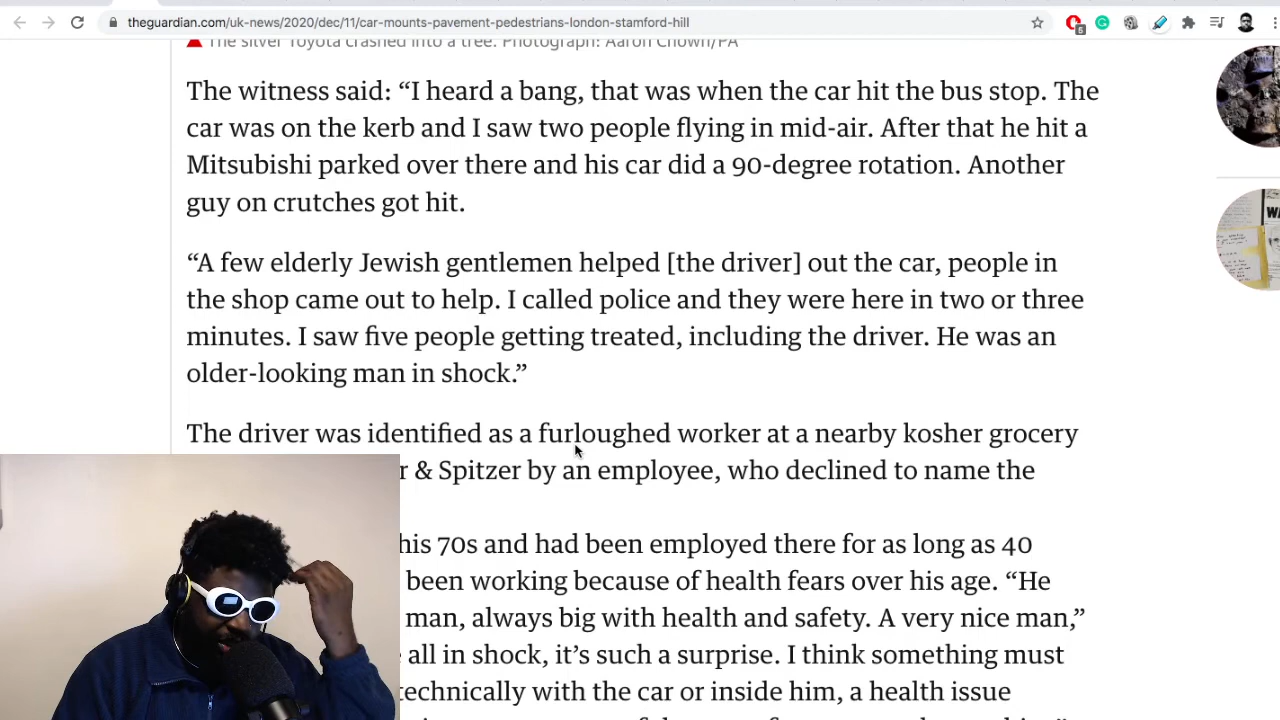 theguardian.com/uk-news/2020/dec/11/car-mounts-pavement-pedestrians-london-stamford-hill
5
The silver Toyota crashed into a tree. Photograph: Aaron Chown/PA
The witness said: “I heard a bang, that was when the car hit the bus stop. The
car was on the kerb and I saw two people flying in mid-air. After that he hit a
Mitsubishi parked over there and his car did a 90-degree rotation. Another
guy on crutches got hit.
“A few elderly Jewish gentlemen helped [the driver] out the car, people in
the shop came out to help. I called police and they were here in two or three
minutes. I saw five people getting treated, including the driver. He was an
older-looking man in shock.”
The driver was identified as a furloughed worker at a nearby kosher grocery
r & Spitzer by an employee, who declined to name the
his 70s and had been employed there for as long as 40
been working because of health fears over his age. “He
man, always big with health and safety. A very nice man,”
all in shock, it’s such a surprise. I think something must
technically with the car or inside him, a health issue